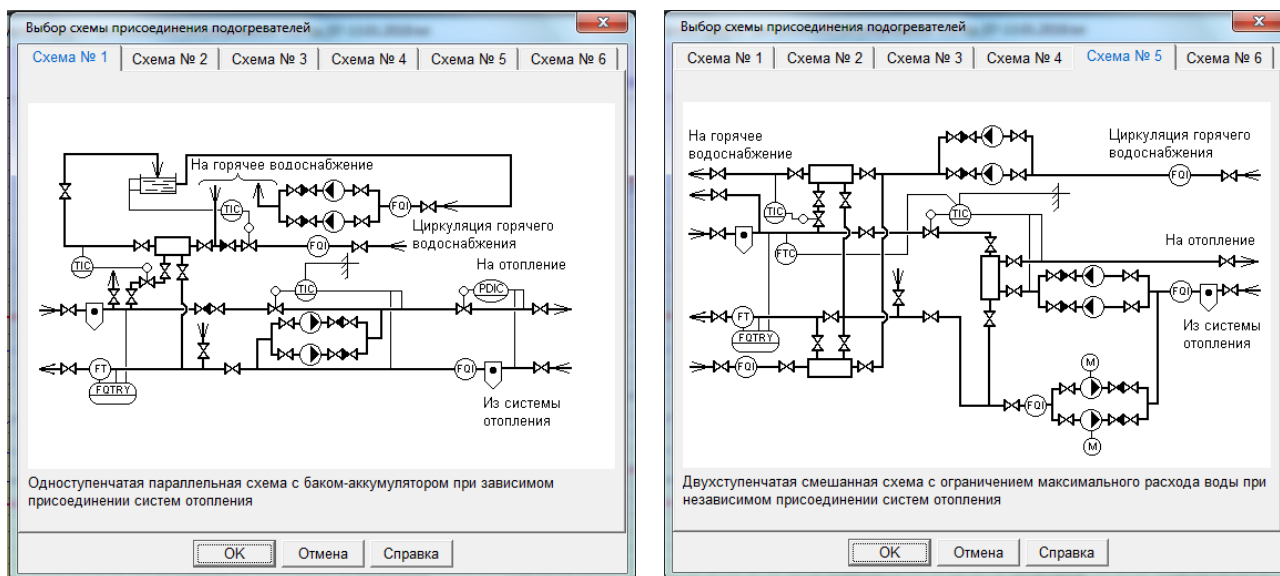 Выбор схемы присоединения подогревателей
Схема № 1
Схема № 2
Схема № 3
Схема № 4
Схема № 5
Схема № 6
На горячее водоснабжение
TIC
FQI
Циркуляция горячего
водоснабжения
FQI
TIC
На отопление
TIC
PDIC
FT
FQTRY
FQI
Из системы
отопления
Одноступенчатая параллельная схема с баком-аккумулятором при зависимом
присоединении систем отопления
OK
Отмена
Справка
Выбор схемы присоединения подогревателей
Схема № 1
Схема № 2
Схема № 3
Схема № 4
Схема № 5
Схема № 6
На горячее
водоснабжение
Циркуляция горячего
водоснабжения
FQI
TIC
TIC
FTC
На отопление
FQI
FT
FQTRY
Из системы
отопления
FQI
M
FQI
M
Двухступенчатая смешанная схема с ограничением максимального расхода воды при
независимом присоединении систем отопления
OK
Отмена
Справка